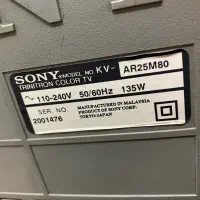 SONY MODEL NO. KV- AR25M80
TRINITRON COLOR TV
~ 110-240V 50/60Hz 135W
SER. NO. MANUFACTURED IN MALAYSIA
2001476 PRODUCT OF SONY CORP.
TOKYO/JAPAN